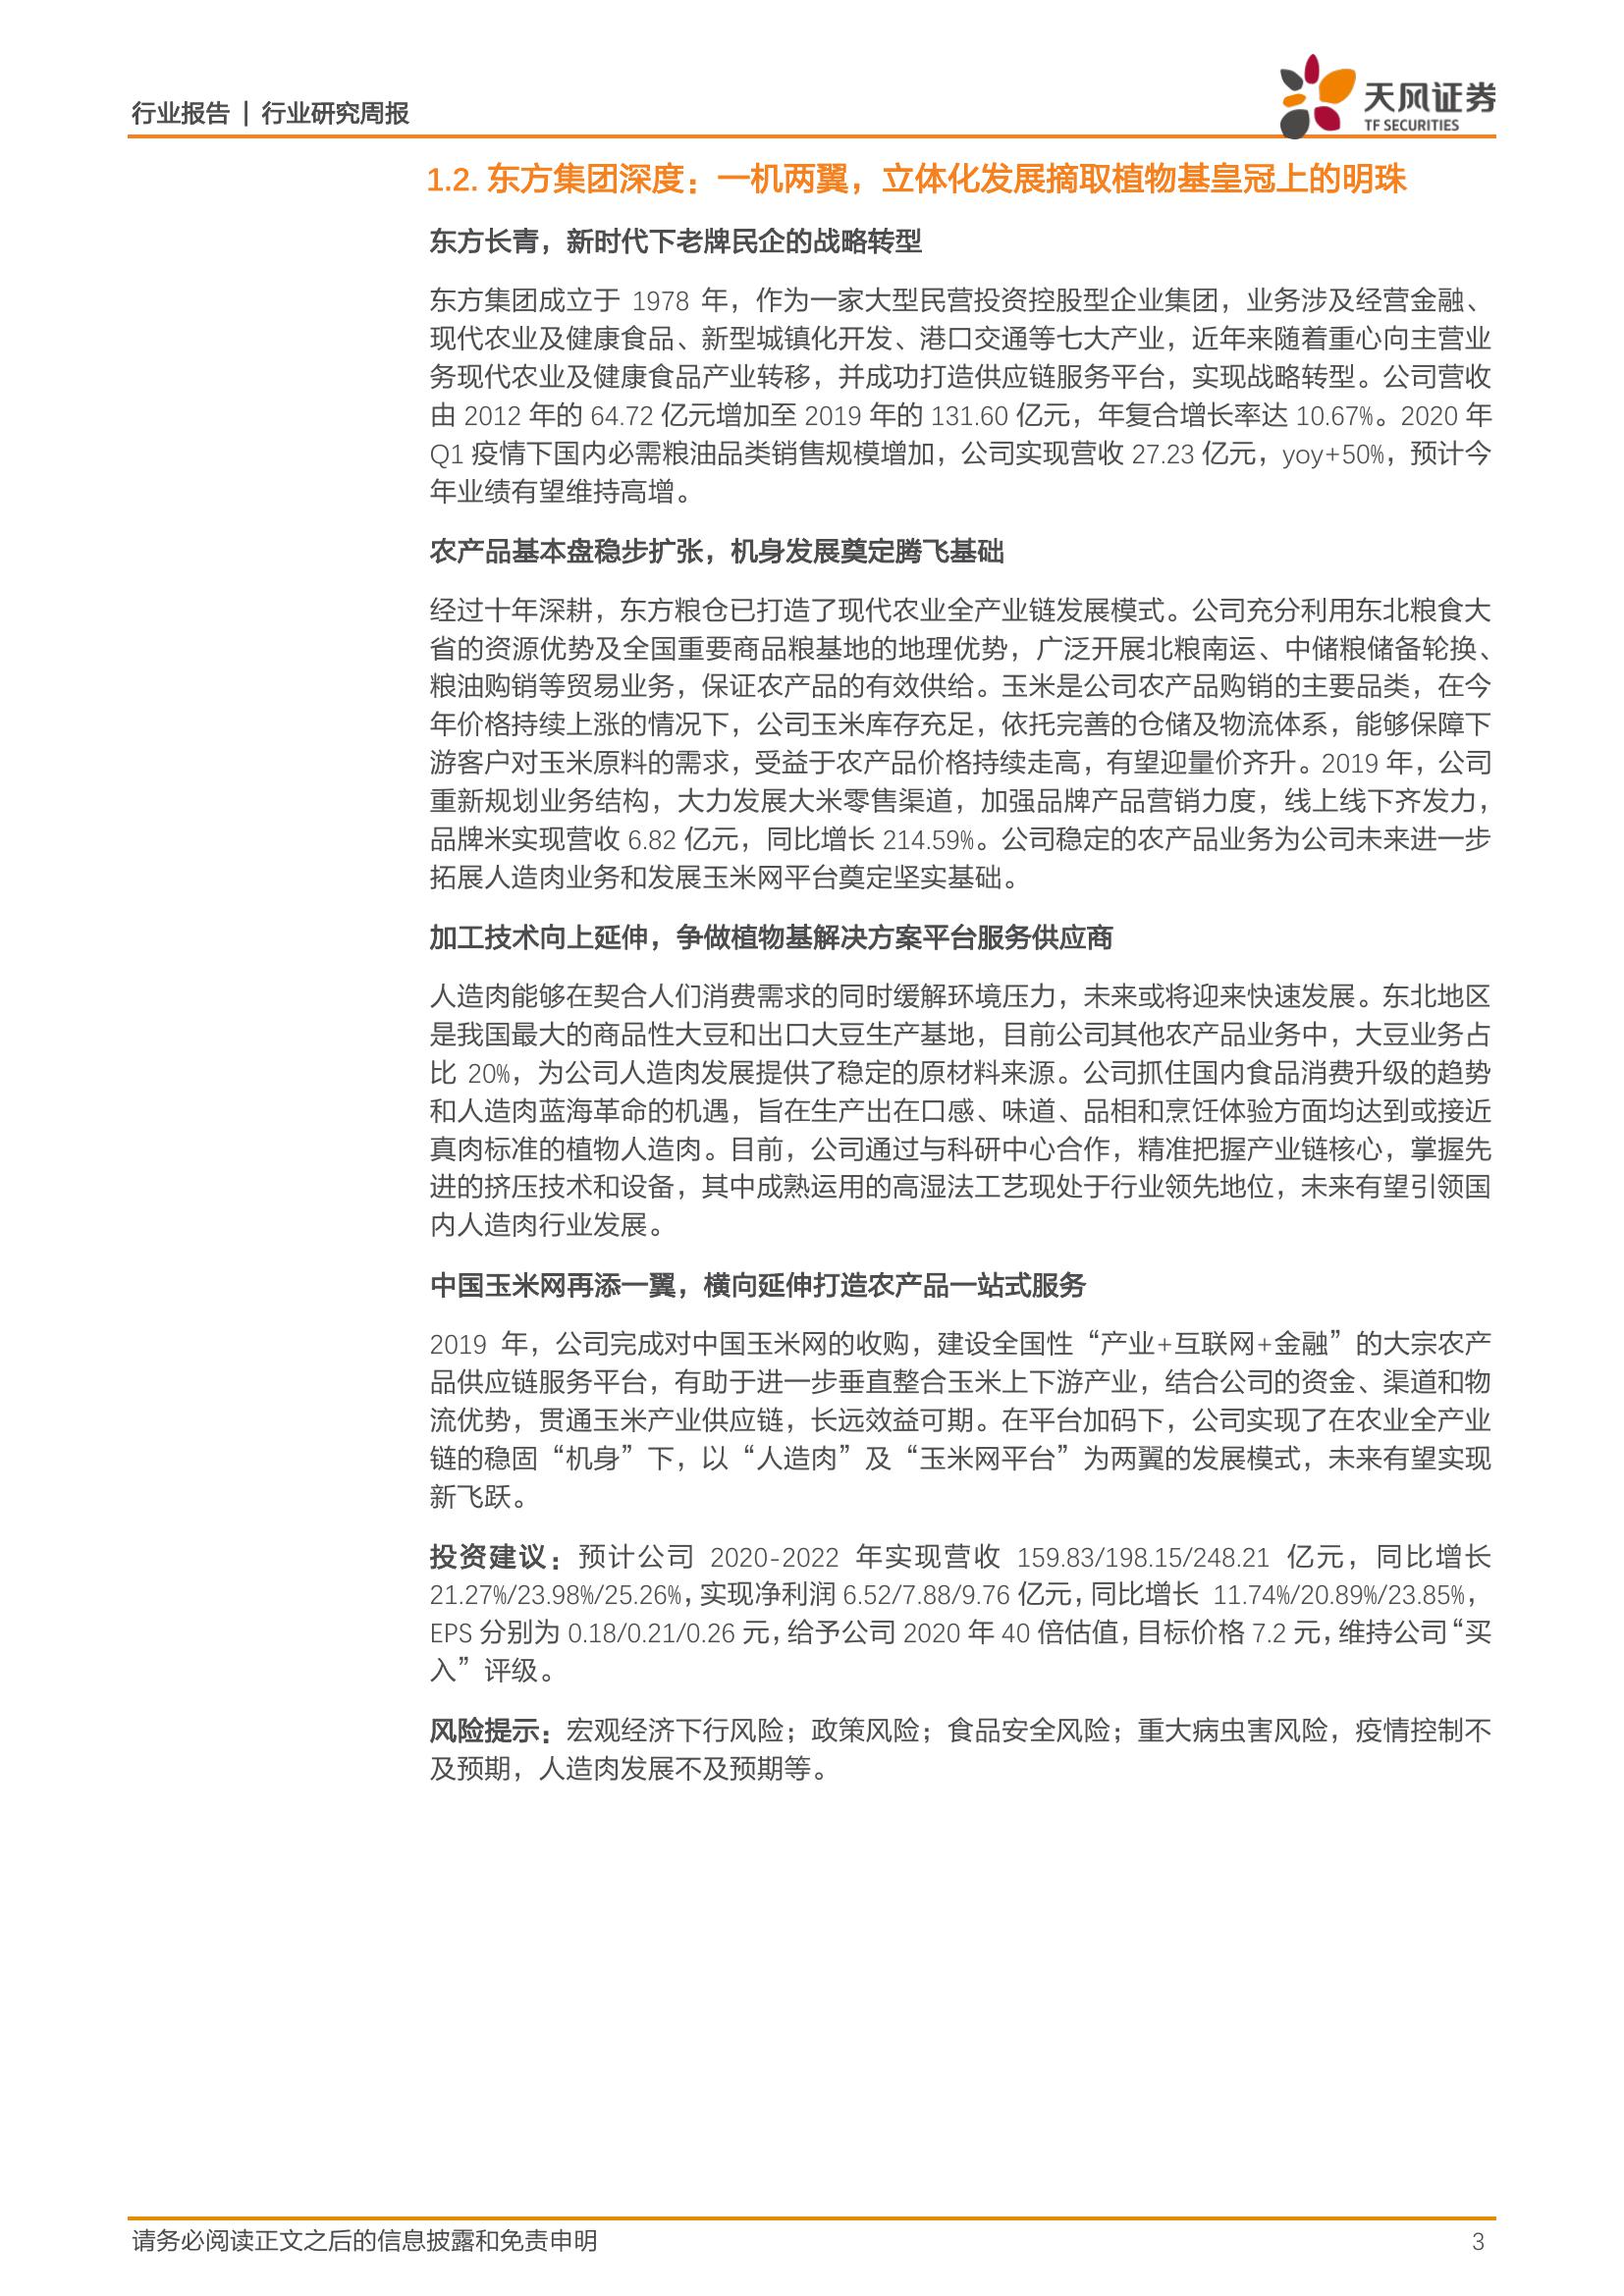 行业报告 | 行业研究周报
天风证券
TF SECURITIES
1.2. 东方集团深度：一机两翼，立体化发展摘取植物基皇冠上的明珠
东方长青，新时代下老牌民企的战略转型
东方集团成立于 1978 年，作为一家大型民营投资控股型企业集团，业务涉及经营金融、
现代农业及健康食品、新型城镇化开发、港口交通等七大产业，近年来随着重心向主营业
务现代农业及健康食品产业转移，并成功打造供应链服务平台，实现战略转型。公司营收
由 2012 年的 64.72 亿元增加至 2019 年的 131.60 亿元，年复合增长率达 10.67%。2020 年
Q1 疫情下国内必需粮油品类销售规模增加，公司实现营收 27.23 亿元，yoy+50%，预计今
年业绩有望维持高增。
农产品基本盘稳步扩张，机身发展奠定腾飞基础
经过十年深耕，东方粮仓已打造了现代农业全产业链发展模式。公司充分利用东北粮食大
省的资源优势及全国重要商品粮基地的地理优势，广泛开展北粮南运、中储粮储备轮换、
粮油购销等贸易业务，保证农产品的有效供给。玉米是公司农产品购销的主要品类，在今
年价格持续上涨的情况下，公司玉米库存充足，依托完善的仓储及物流体系，能够保障下
游客户对玉米原料的需求，受益于农产品价格持续走高，有望迎量价齐升。2019 年，公司
重新规划业务结构，大力发展大米零售渠道，加强品牌产品营销力度，线上线下齐发力，
品牌米实现营收 6.82 亿元，同比增长 214.59%。公司稳定的农产品业务为公司未来进一步
拓展人造肉业务和发展玉米网平台奠定坚实基础。
加工技术向上延伸，争做植物基解决方案平台服务供应商
人造肉能够在契合人们消费需求的同时缓解环境压力，未来或将迎来快速发展。东北地区
是我国最大的商品性大豆和出口大豆生产基地，目前公司其他农产品业务中，大豆业务占
比 20%，为公司人造肉发展提供了稳定的原材料来源。公司抓住国内食品消费升级的趋势
和人造肉蓝海革命的机遇，旨在生产出在口感、味道、品相和烹饪体验方面均达到或接近
真肉标准的植物人造肉。目前，公司通过与科研中心合作，精准把握产业链核心，掌握先
进的挤压技术和设备，其中成熟运用的高湿法工艺现处于行业领先地位，未来有望引领国
内人造肉行业发展。
中国玉米网再添一翼，横向延伸打造农产品一站式服务
2019 年，公司完成对中国玉米网的收购，建设全国性“产业+互联网+金融”的大宗农产
品供应链服务平台，有助于进一步垂直整合玉米上下游产业，结合公司的资金、渠道和物
流优势，贯通玉米产业供应链，长远效益可期。在平台加码下，公司实现了在农业全产业
链的稳固“机身”下，以“人造肉”及“玉米网平台”为两翼的发展模式，未来有望实现
新飞跃。
投资建议：预计公司 2020-2022 年实现营收 159.83/198.15/248.21 亿元，同比增长
21.27%/23.98%/25.26%，实现净利润 6.52/7.88/9.76 亿元，同比增长 11.74%/20.89%/23.85%，
EPS 分别为 0.18/0.21/0.26 元，给予公司 2020 年 40 倍估值，目标价格 7.2 元，维持公司“买
入”评级。
风险提示：宏观经济下行风险；政策风险；食品安全风险；重大病虫害风险，疫情控制不
及预期，人造肉发展不及预期等。
请务必阅读正文之后的信息披露和免责申明
3